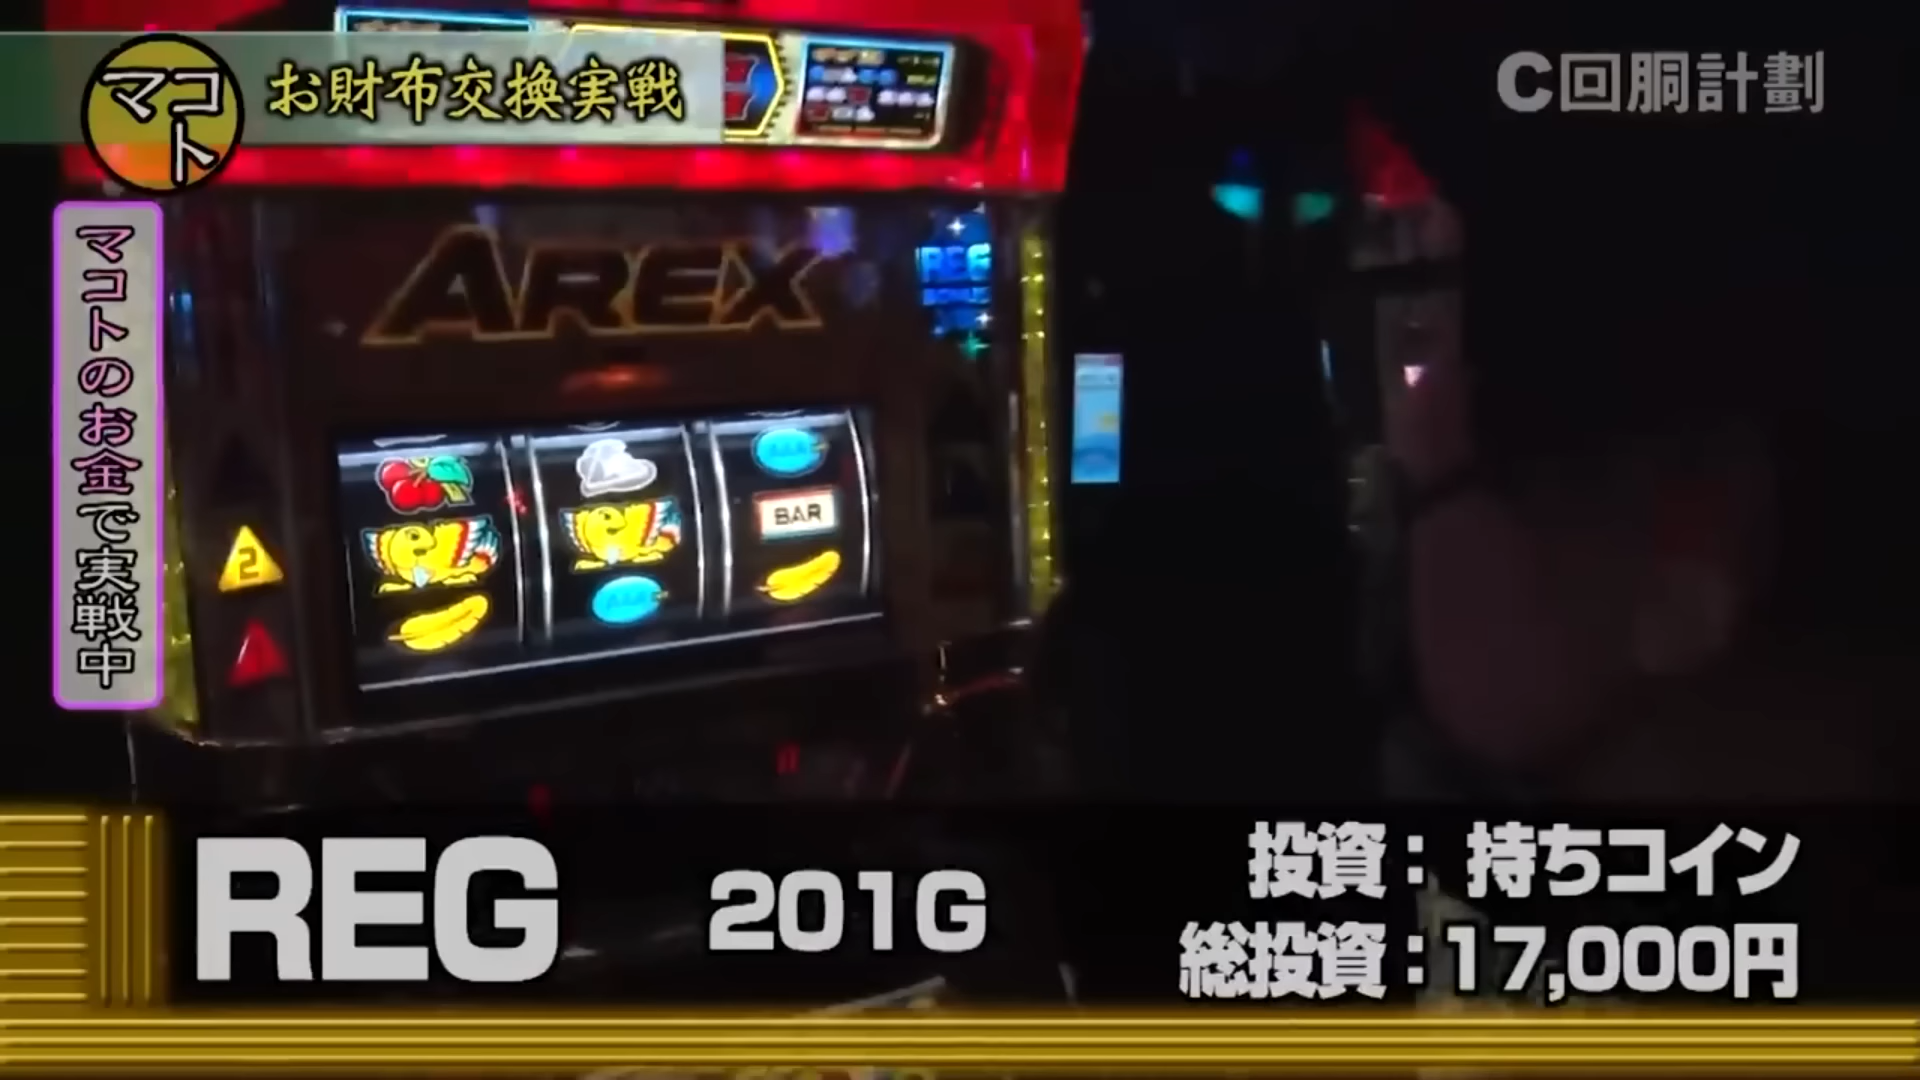 マコト
お財布交換実戦
C回胴計劃
マコトのお金で実戦中
AREX
REG
BAR
2
REG
201G
投資：持ちコイン
総投資：17,000円